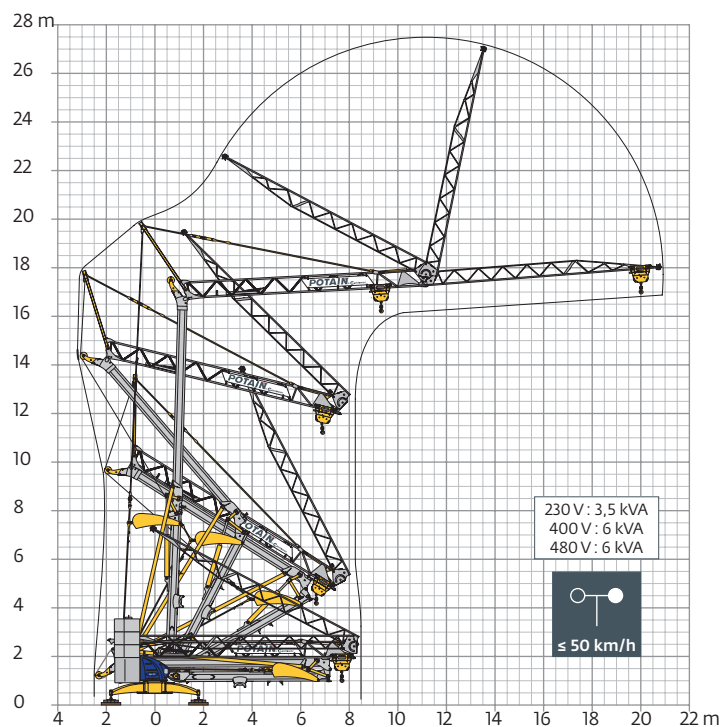 28 m
26
24
22
20
18
16
14
12
10
8
6
4
2
0
POTAIN
POTAIN
POTAIN
POTAIN
230 V : 3,5 kVA
400 V : 6 kVA
480 V : 6 kVA
≤ 50 km/h
4 2 0 2 4 6 8 10 12 14 16 18 20 22 m